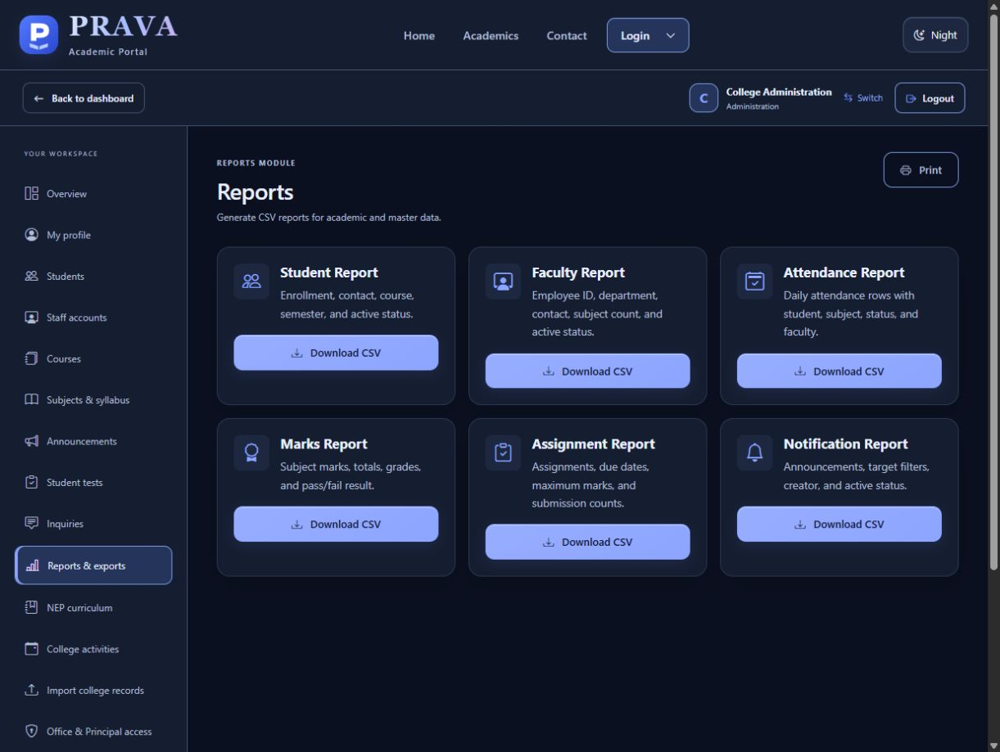 P
PRAVA
Academic Portal
Home
Academics
Contact
Login
Night
Back to dashboard
C
College Administration
Administration
Switch
Logout
YOUR WORKSPACE
Overview
My profile
Students
Staff accounts
Courses
Subjects & syllabus
Announcements
Student tests
Inquiries
Reports & exports
NEP curriculum
College activities
Import college records
Office & Principal access
REPORTS MODULE
Reports
Generate CSV reports for academic and master data.
Print
Student Report
Enrollment, contact, course,
semester, and active status.
Download CSV
Faculty Report
Employee ID, department,
contact, subject count, and
active status.
Download CSV
Attendance Report
Daily attendance rows with
student, subject, status, and
faculty.
Download CSV
Marks Report
Subject marks, totals, grades,
and pass/fail result.
Download CSV
Assignment Report
Assignments, due dates,
maximum marks, and
submission counts.
Download CSV
Notification Report
Announcements, target filters,
creator, and active status.
Download CSV